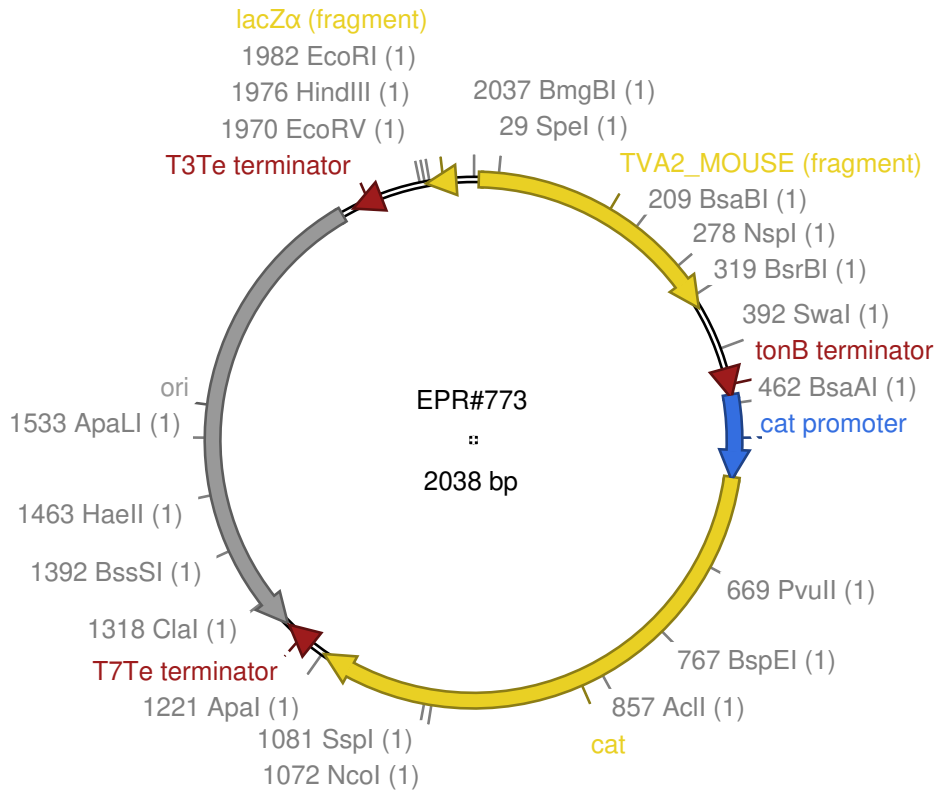 lacZα (fragment)
1982 EcoRI (1)
1976 HindIII (1)
2037 BmgBI (1)
1970 EcoRV (1)
29 SpeI (1)
T3Te terminator
TVA2_MOUSE (fragment)
209 BsaBI (1)
278 NspI (1)
319 BsrBI (1)
392 SwaI (1)
tonB terminator
ori
462 BsaAI (1)
EPR#773
1533 ApaLI (1)
cat promoter
2038 bp
1463 HaeII (1)
1392 BssSI (1)
669 PvuII (1)
1318 ClaI (1)
767 BspEI (1)
T7Te terminator
1221 ApaI (1)
857 AclI (1)
1081 SspI (1)
cat
1072 NcoI (1)